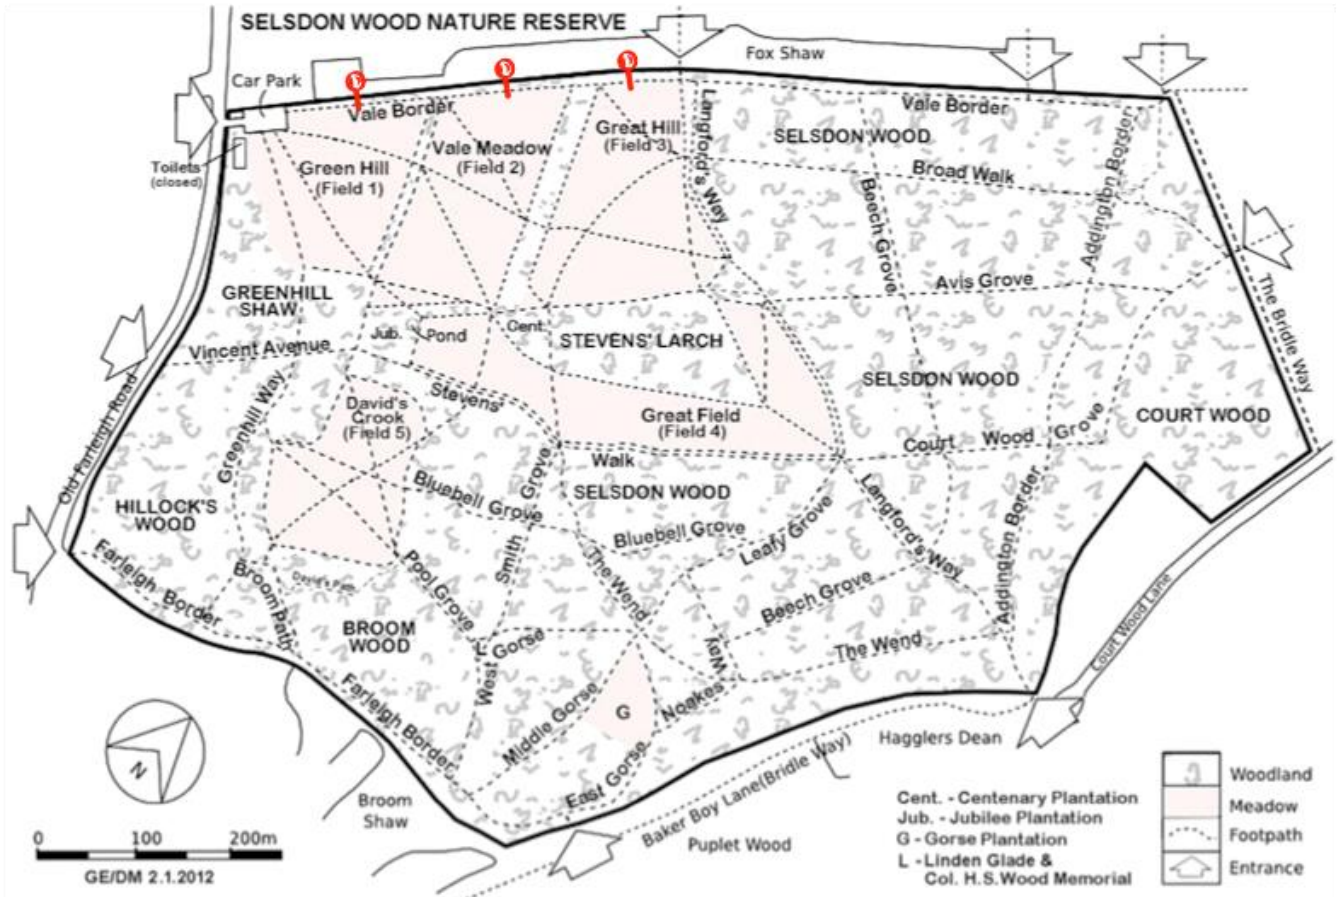 SELSDON WOOD NATURE RESERVE
Fox Shaw
Car Park
Vale Border
Vale Border
Toilets
(closed)
Green Hill
(Field 1)
Vale Meadow
(Field 2)
Great Hill
(Field 3)
Langford's Way
SELSDON WOOD
Broad Walk
Beech Grove
Addington Border
Avis Grove
The Bridle Way
GREENHILL
SHAW
Vincent Avenue
Jub.
Pond
Cent.
STEVENS' LARCH
Stevens'
Walk
David's
Crook
(Field 5)
Great Field
(Field 4)
SELSDON WOOD
COURT WOOD
Court Wood Grove
Old Farleigh Road
Greenhill Way
HILLOCK'S
WOOD
Bluebell Grove
Smith Grove
SELSDON WOOD
Bluebell Grove
Leafy Grove
Langford's Way
Addington Border
Farleigh Border
Broom Path
Pool Grove
The Wend
Beech Grove
BROOM
WOOD
L
West Gorse
Noakes Way
The Wend
Court Wood Lane
Farleigh Border
Middle Gorse
G
East Gorse
Hagglers Dean
Baker Boy Lane(Bridle Way)
Puplet Wood
Broom
Shaw
N
0 100 200m
GE/DM 2.1.2012
Cent. - Centenary Plantation
Jub. - Jubilee Plantation
G - Gorse Plantation
L - Linden Glade &
Col. H.S.Wood Memorial
Woodland
Meadow
Footpath
Entrance